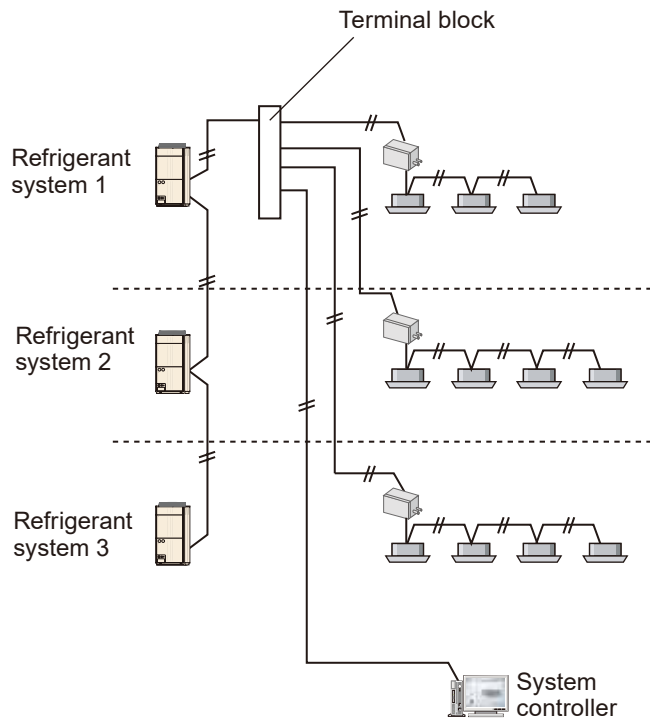 Terminal block
Refrigerant
system 1
Refrigerant
system 2
Refrigerant
system 3
System
controller